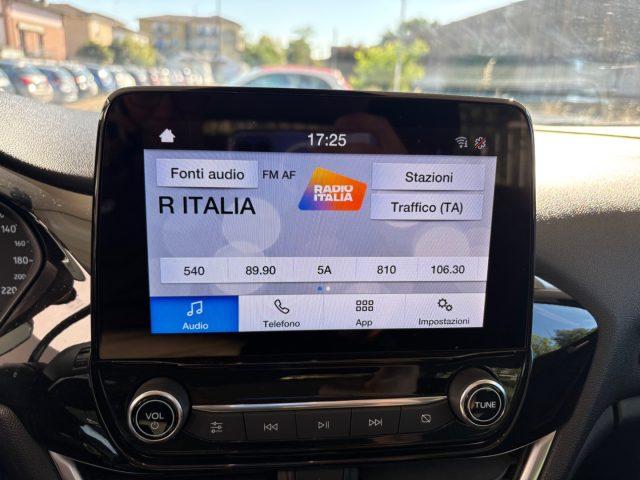 17:25
Fonti audio
FM AF
RADIO
ITALIA
Stazioni
R ITALIA
Traffico (TA)
540 89.90 5A 810 106.30
Audio
Telefono
App
Impostazioni
VOL
TUNE
140
160
180
200
220